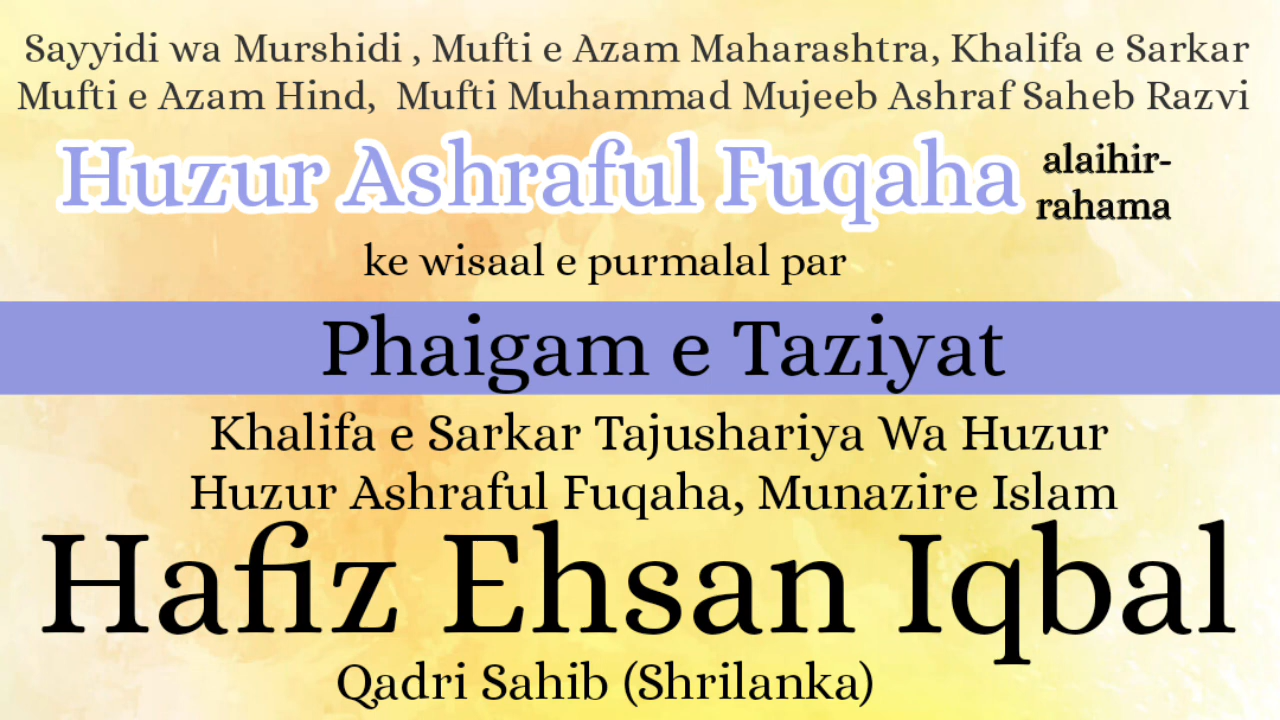 Sayyidi wa Murshidi , Mufti e Azam Maharashtra, Khalifa e Sarkar
Mufti e Azam Hind, Mufti Muhammad Mujeeb Ashraf Saheb Razvi
Huzur Ashraful Fuqaha
alaihir-
rahama
ke wisaal e purmalal par
Phaigam e Taziyat
Khalifa e Sarkar Tajushariya Wa Huzur
Huzur Ashraful Fuqaha, Munazire Islam
Hafiz Ehsan Iqbal
Qadri Sahib (Shrilanka)